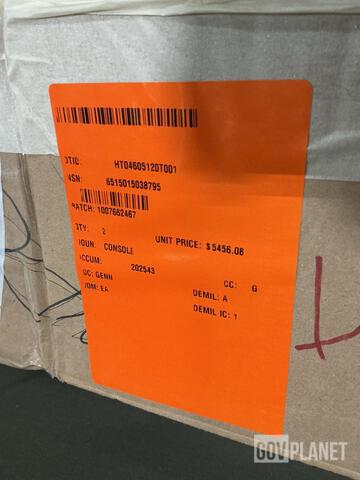 DTID: HT04605120T001
NSN: 6515015038795
BATCH: 1007662467
QTY: 2
UNIT PRICE: $5456.08
NOUN: CONSOLE
ACCUM: 202543
UC: GENN
CC: G
UOM: EA
DEMIL: A
DEMIL IC: 1
GOVPLANET